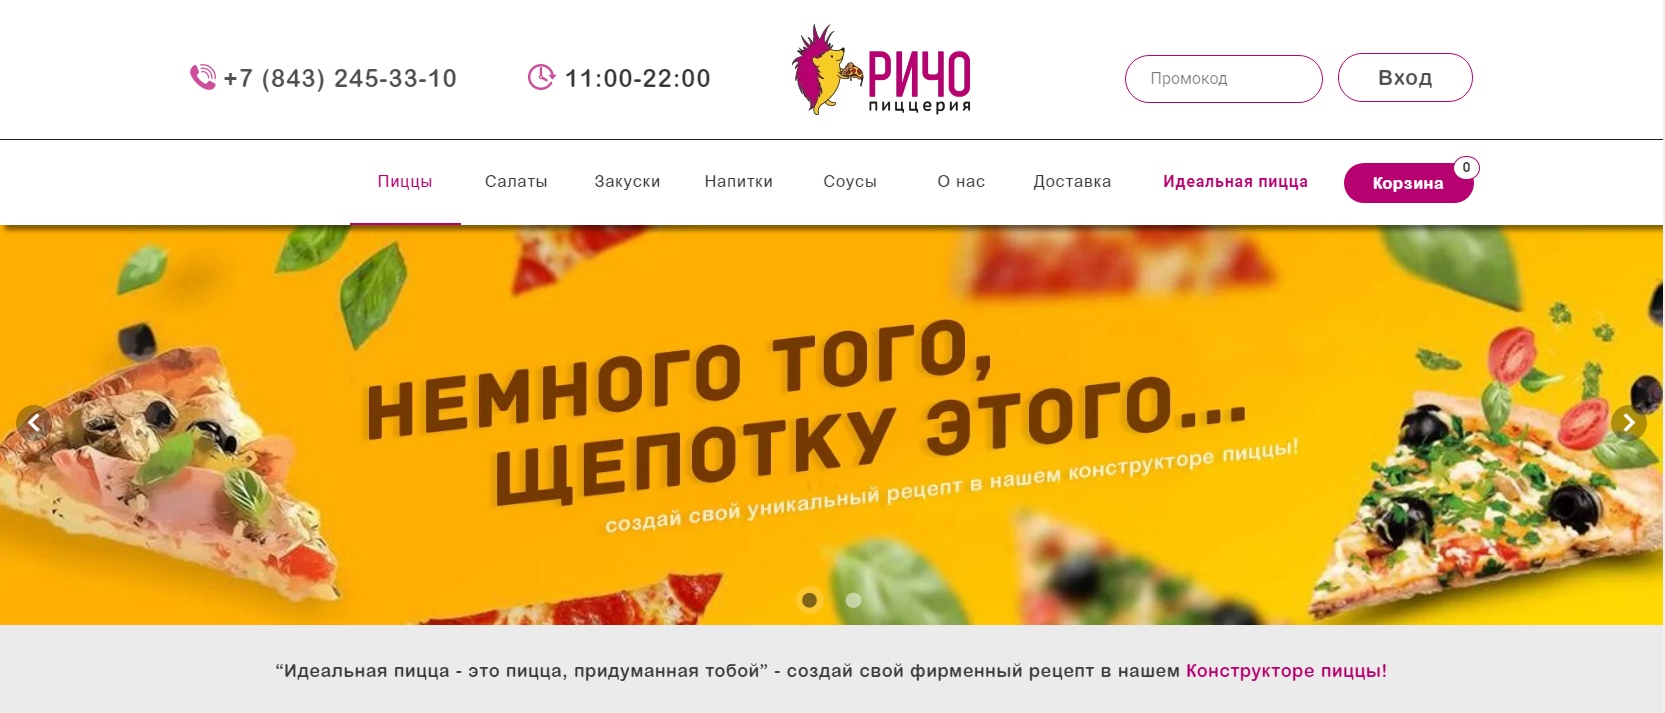 +7 (843) 245-33-10
11:00-22:00
РИЧО
пиццерия
Промокод
Вход
Пиццы
Салаты
Закуски
Напитки
Соусы
О нас
Доставка
Идеальная пицца
Корзина
0
НЕМНОГО ТОГО,
ЩЕПОТКУ ЭТОГО...
создай свой уникальный рецепт в нашем конструкторе пиццы!
“Идеальная пицца - это пицца, придуманная тобой” - создай свой фирменный рецепт в нашем Конструкторе пиццы!